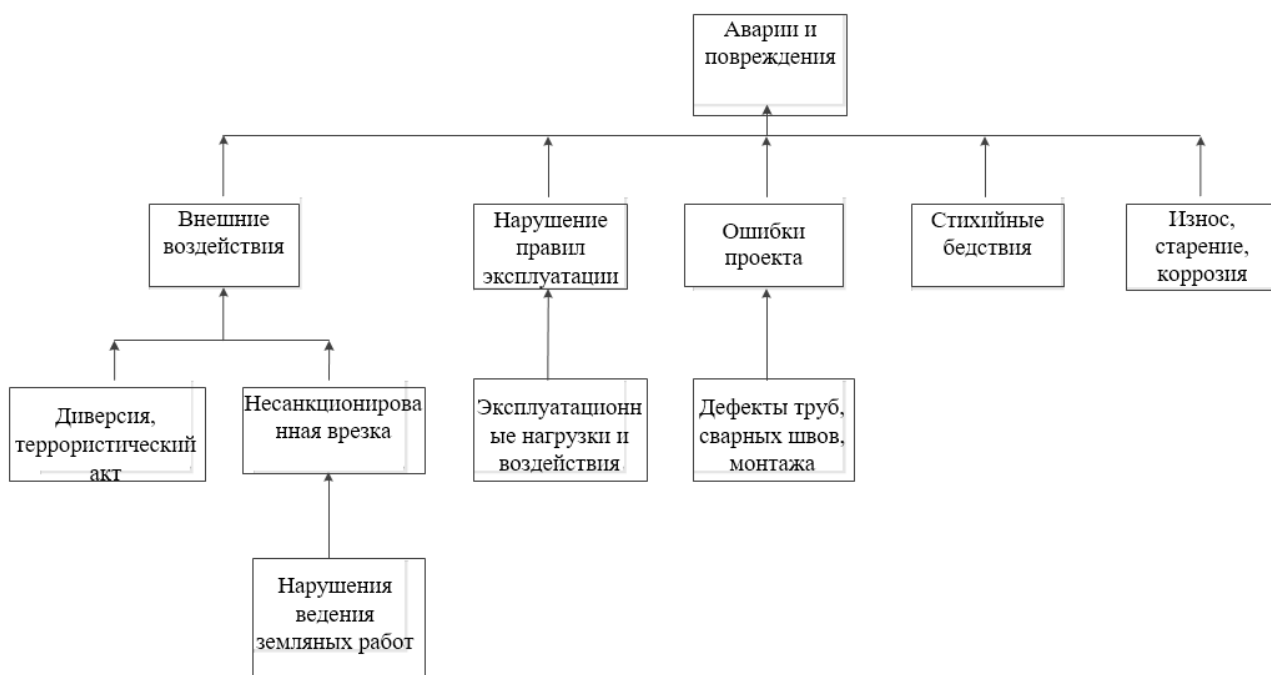 Аварии и
повреждения
Внешние
воздействия
Нарушение
правил
эксплуатации
Ошибки
проекта
Стихийные
бедствия
Износ,
старение,
коррозия
Диверсия,
террористический
акт
Несанкционирова
нная врезка
Эксплуатационн
ые нагрузки и
воздействия
Дефекты труб,
сварных швов,
монтажа
Нарушения
ведения
земляных работ